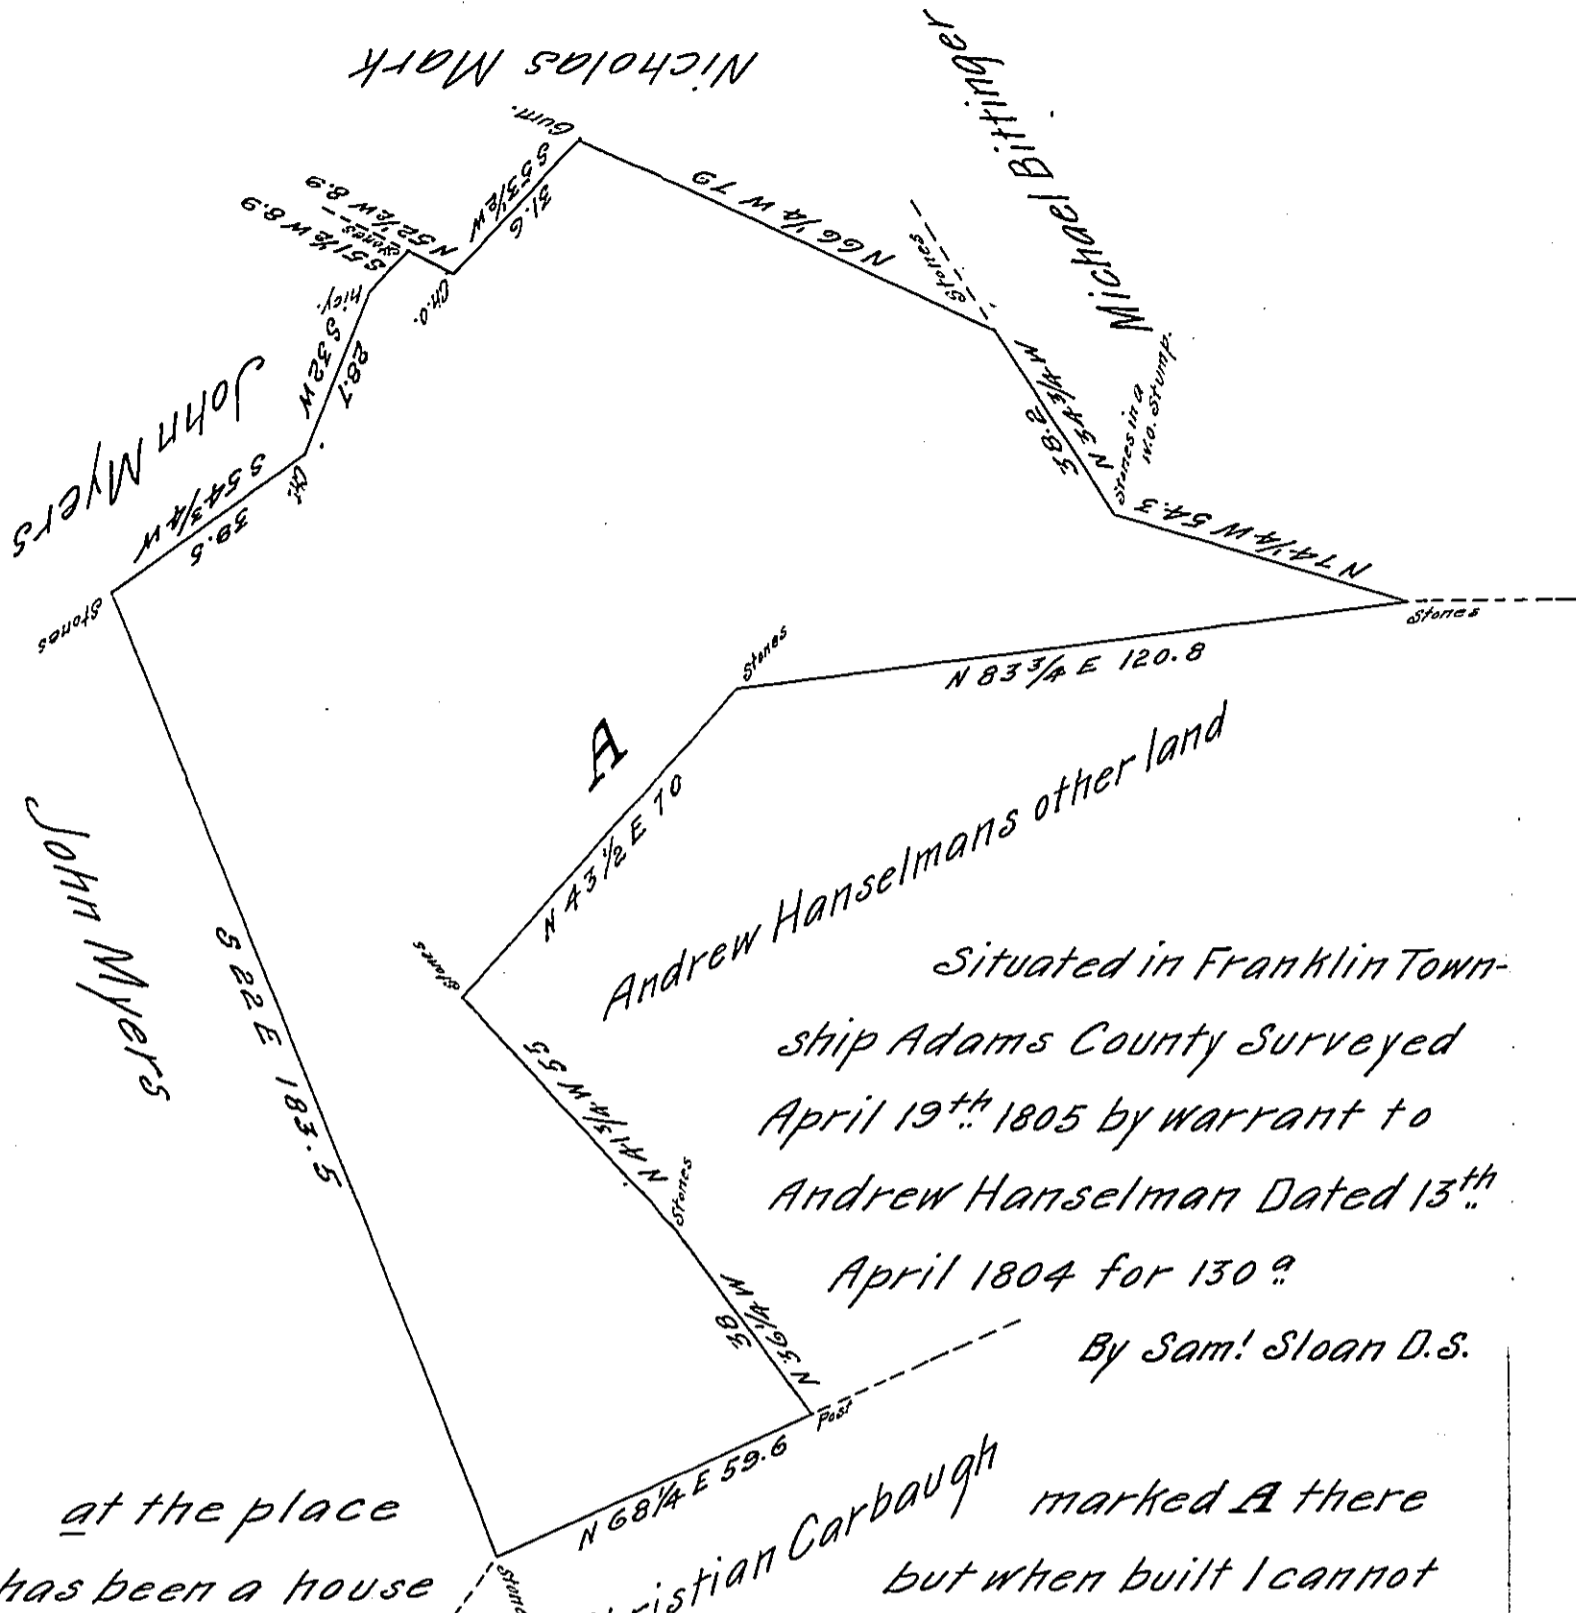 Nicholas Mark
Michael Bittinger
Gum.
S 53 1/2 W
31.6
N 52 1/2 W 8.9
Stones
S 51 1/2 W 8.9
Ch.o.
hicy.
S 32 W
28.7
John Myers
Cht.
S 54 3/4 W
39.5
Stones
N 66 1/4 W 79
Stones
N 34 3/4 W
38.2
Stones in a
w.o. Stump.
N 74 1/4 W 54.3
Stones
N 83 3/4 E 120.8
Stones
A
N 43 1/2 E 70
Andrew Hanselmans other land
Stones
N 41 3/4 W 55
Stones
N 36 1/4 W
38
Post
N 68 1/4 E 59.6
John Myers
S 22 E 183.5
Situated in Franklin Town-
ship Adams County Surveyed
April 19th 1805 by warrant to
Andrew Hanselman Dated 13th
April 1804 for 130 a
By Saml Sloan D.S.
ristian Carbaugh
Stone
at the place marked A there
has been a house but when built I cannot